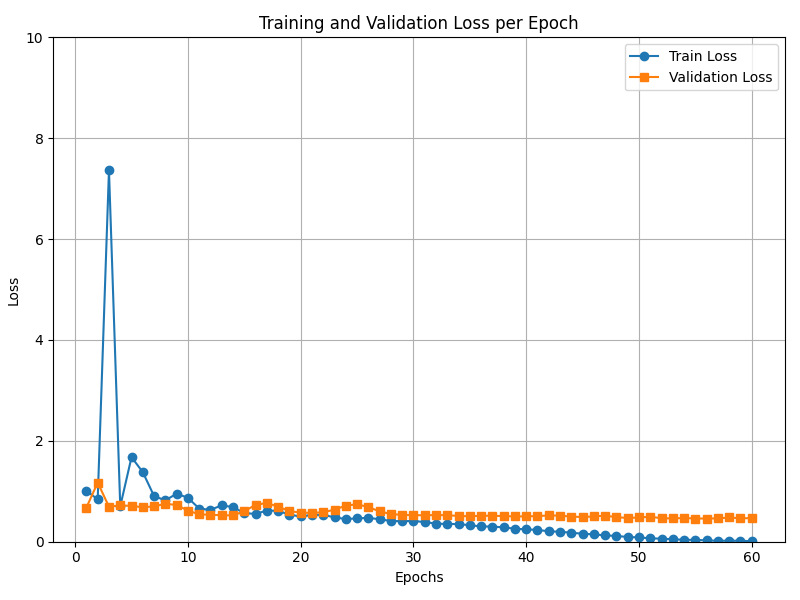 Training and Validation Loss per Epoch
Train Loss
Validation Loss
10
8
6
4
2
0
Loss
0 10 20 30 40 50 60
Epochs